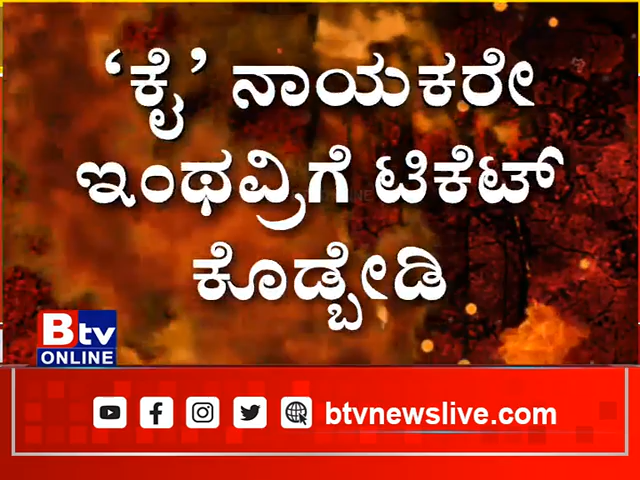 ‘ಕೈ’ ನಾಯಕರೇ
ಇಂಥವ್ರಿಗೆ ಟಿಕೆಟ್
ಕೊಡ್ಬೇಡಿ
Btv
ONLINE
btvnewslive.com